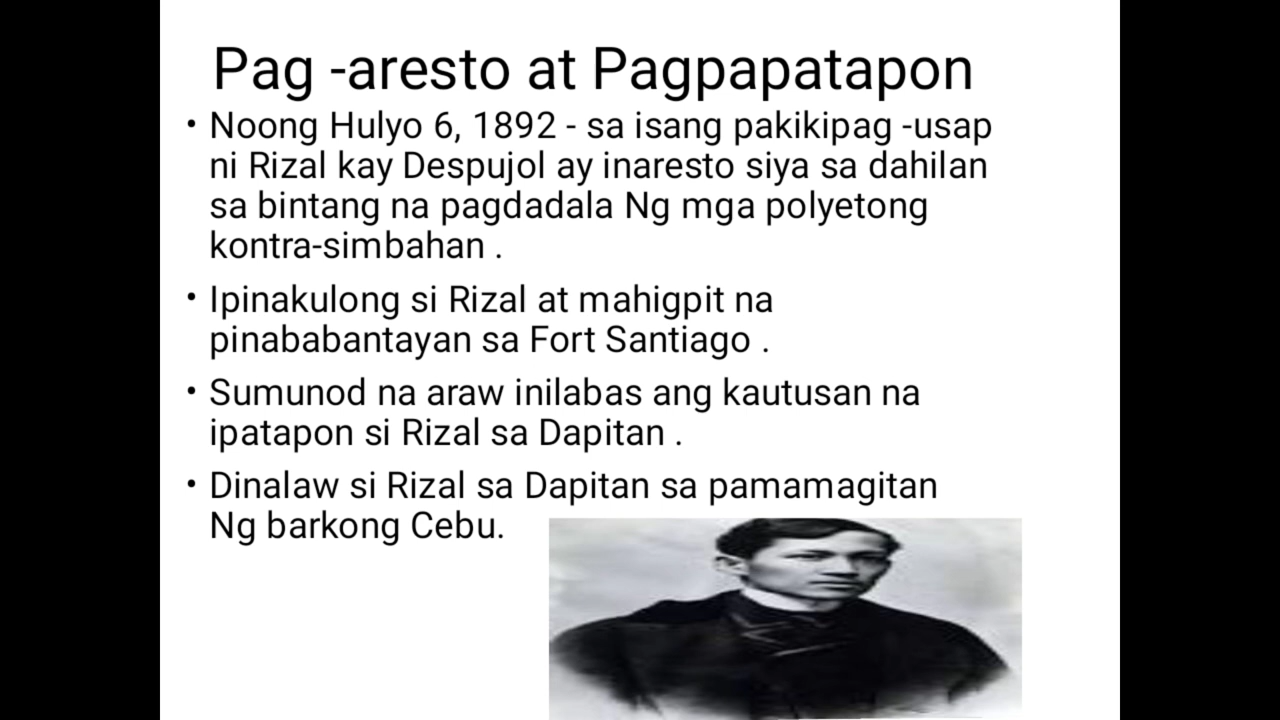 Pag -aresto at Pagpapatapon
• Noong Hulyo 6, 1892 - sa isang pakikipag -usap
ni Rizal kay Despujol ay inaresto siya sa dahilan
sa bintang na pagdadala Ng mga polyetong
kontra-simbahan .
• Ipinakulong si Rizal at mahigpit na
pinababantayan sa Fort Santiago .
• Sumunod na araw inilabas ang kautusan na
ipatapon si Rizal sa Dapitan .
• Dinalaw si Rizal sa Dapitan sa pamamagitan
Ng barkong Cebu.